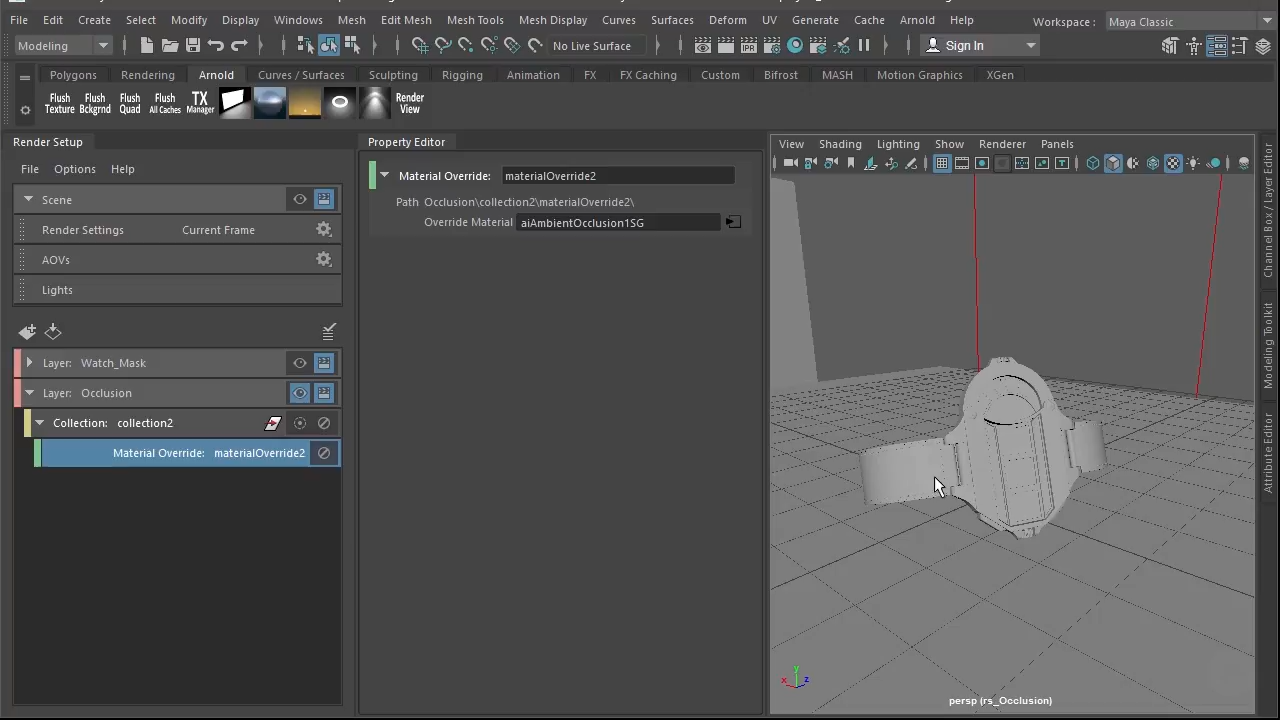 File Edit Create Select Modify Display Windows Mesh Edit Mesh Mesh Tools Mesh Display Curves Surfaces Deform UV Generate Cache Arnold Help Workspace : Maya Classic
Modeling No Live Surface Sign In
Polygons Rendering Arnold Curves / Surfaces Sculpting Rigging Animation FX FX Caching Custom Bifrost MASH Motion Graphics XGen
Flush Texture
Flush Bckgrnd
Flush Quad
Flush All Caches
TX Manager
IPR
Render View
Render Setup
File Options Help
Scene
Render Settings Current Frame
AOVs
Lights
Layer: Watch_Mask
Layer: Occlusion
Collection: collection2
Material Override: materialOverride2
Property Editor
Material Override: materialOverride2
Path Occlusion\collection2\materialOverride2\
Override Material aiAmbientOcclusion1SG
View Shading Lighting Show Renderer Panels
y
x z
persp (rs_Occlusion)
Channel Box / Layer Editor
Modeling Toolkit
Attribute Editor